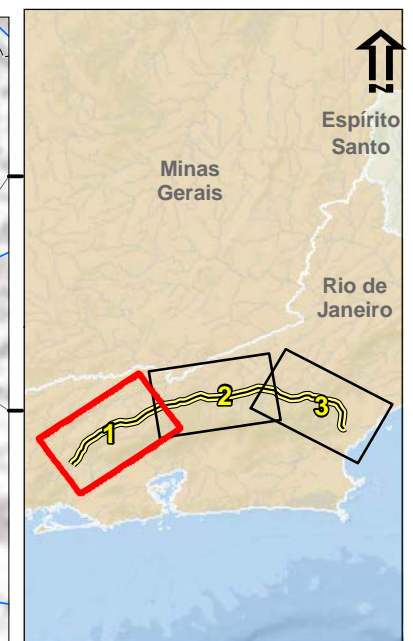 N
Espírito
Santo
Minas
Gerais
Rio de
Janeiro
1
2
3